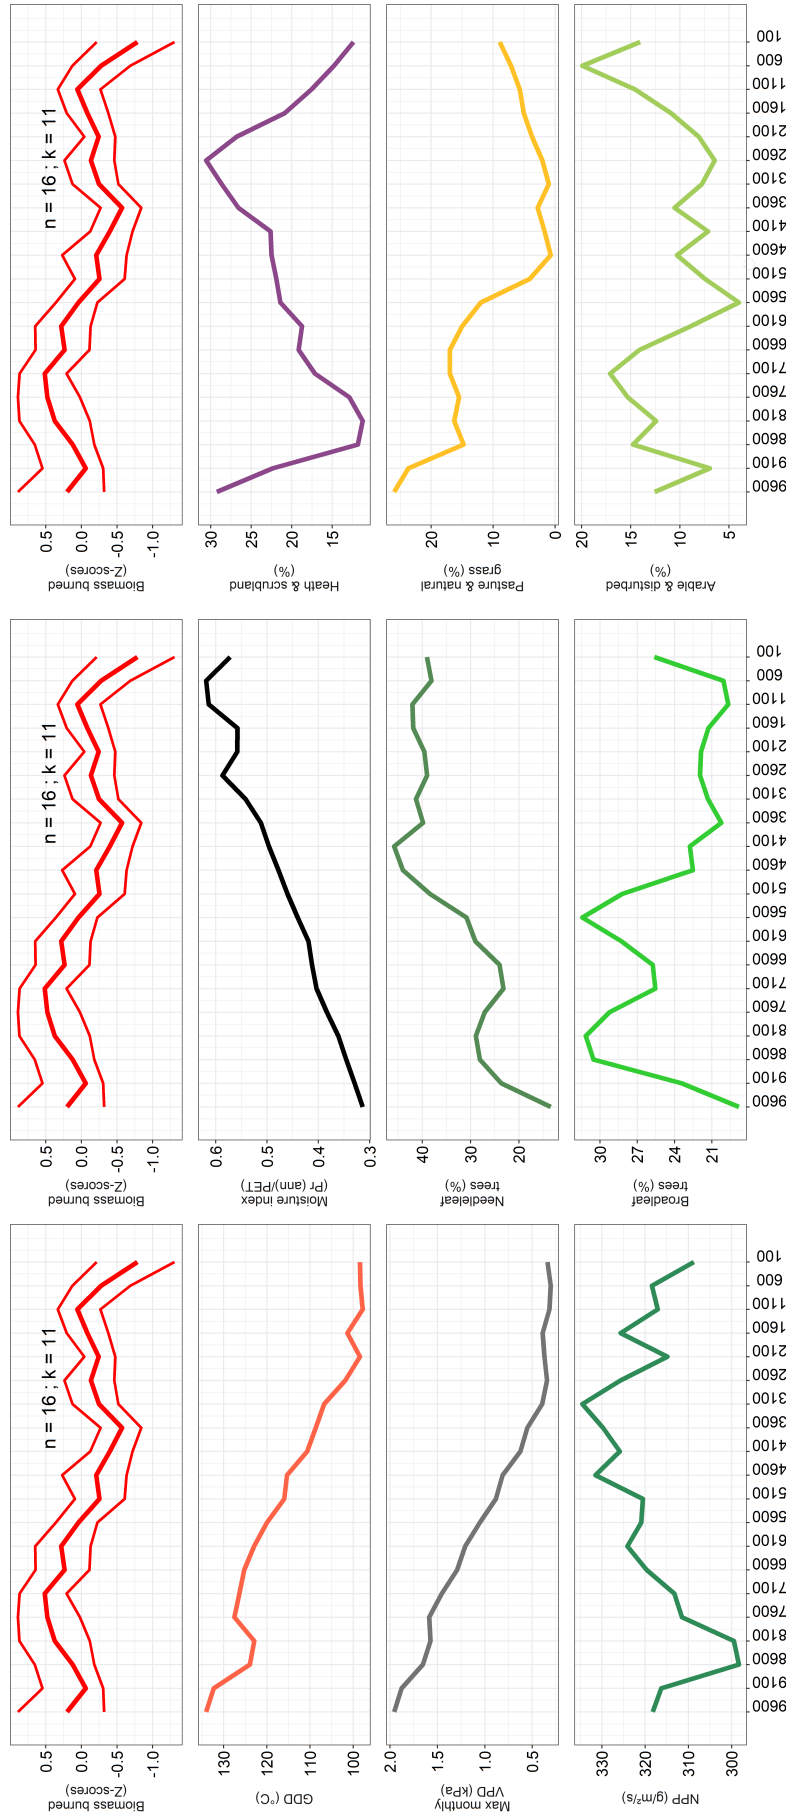 Biomass burned
(Z-scores)
0.5
0.0
-0.5
-1.0
n = 16 ; k = 11
GDD (°C)
130
120
110
100
Max monthly
VPD (kPa)
2.0
1.5
1.0
0.5
NPP (g/m²/s)
330
320
310
300
9600 9100 8600 8100 7600 7100 6600 6100 5600 5100 4600 4100 3600 3100 2600 2100 1600 1100 600 100
Biomass burned
(Z-scores)
0.5
0.0
-0.5
-1.0
n = 16 ; k = 11
Moisture index
(Pr (ann)/PET)
0.6
0.5
0.4
0.3
Needleleaf
trees (%)
40
30
20
Broadleaf
trees (%)
30
27
24
21
9600 9100 8600 8100 7600 7100 6600 6100 5600 5100 4600 4100 3600 3100 2600 2100 1600 1100 600 100
Biomass burned
(Z-scores)
0.5
0.0
-0.5
-1.0
n = 16 ; k = 11
Heath & scrubland
(%)
30
25
20
15
Pasture & natural
grass (%)
20
10
0
Arable & disturbed
(%)
20
15
10
5
9600 9100 8600 8100 7600 7100 6600 6100 5600 5100 4600 4100 3600 3100 2600 2100 1600 1100 600 100